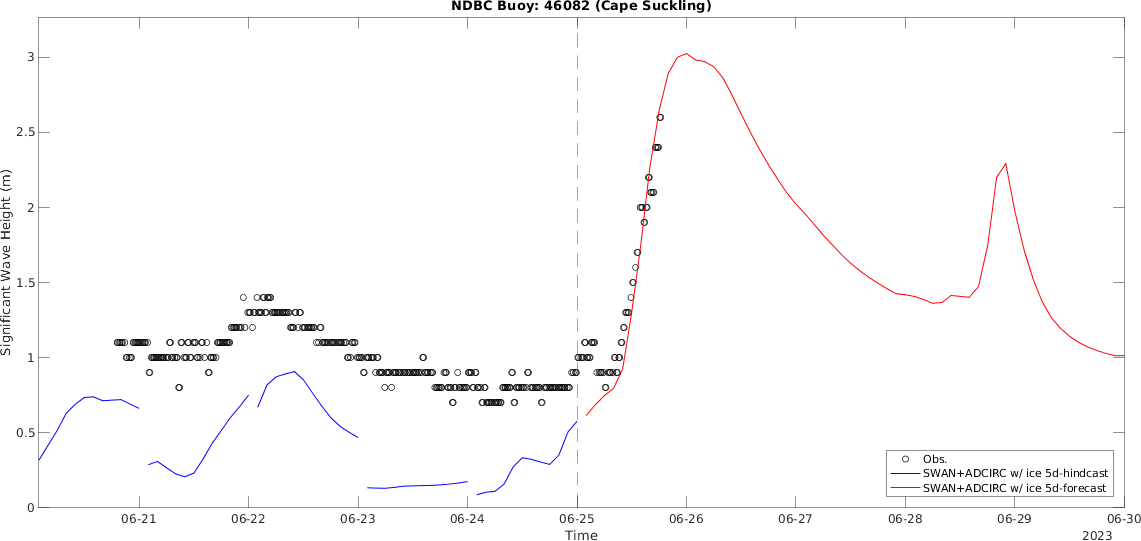 NDBC Buoy: 46082 (Cape Suckling)
Significant Wave Height (m)
3
2.5
2
1.5
1
0.5
0
Obs.
SWAN+ADCIRC w/ ice 5d-hindcast
SWAN+ADCIRC w/ ice 5d-forecast
06-21 06-22 06-23 06-24 06-25 06-26 06-27 06-28 06-29 06-30
Time
2023